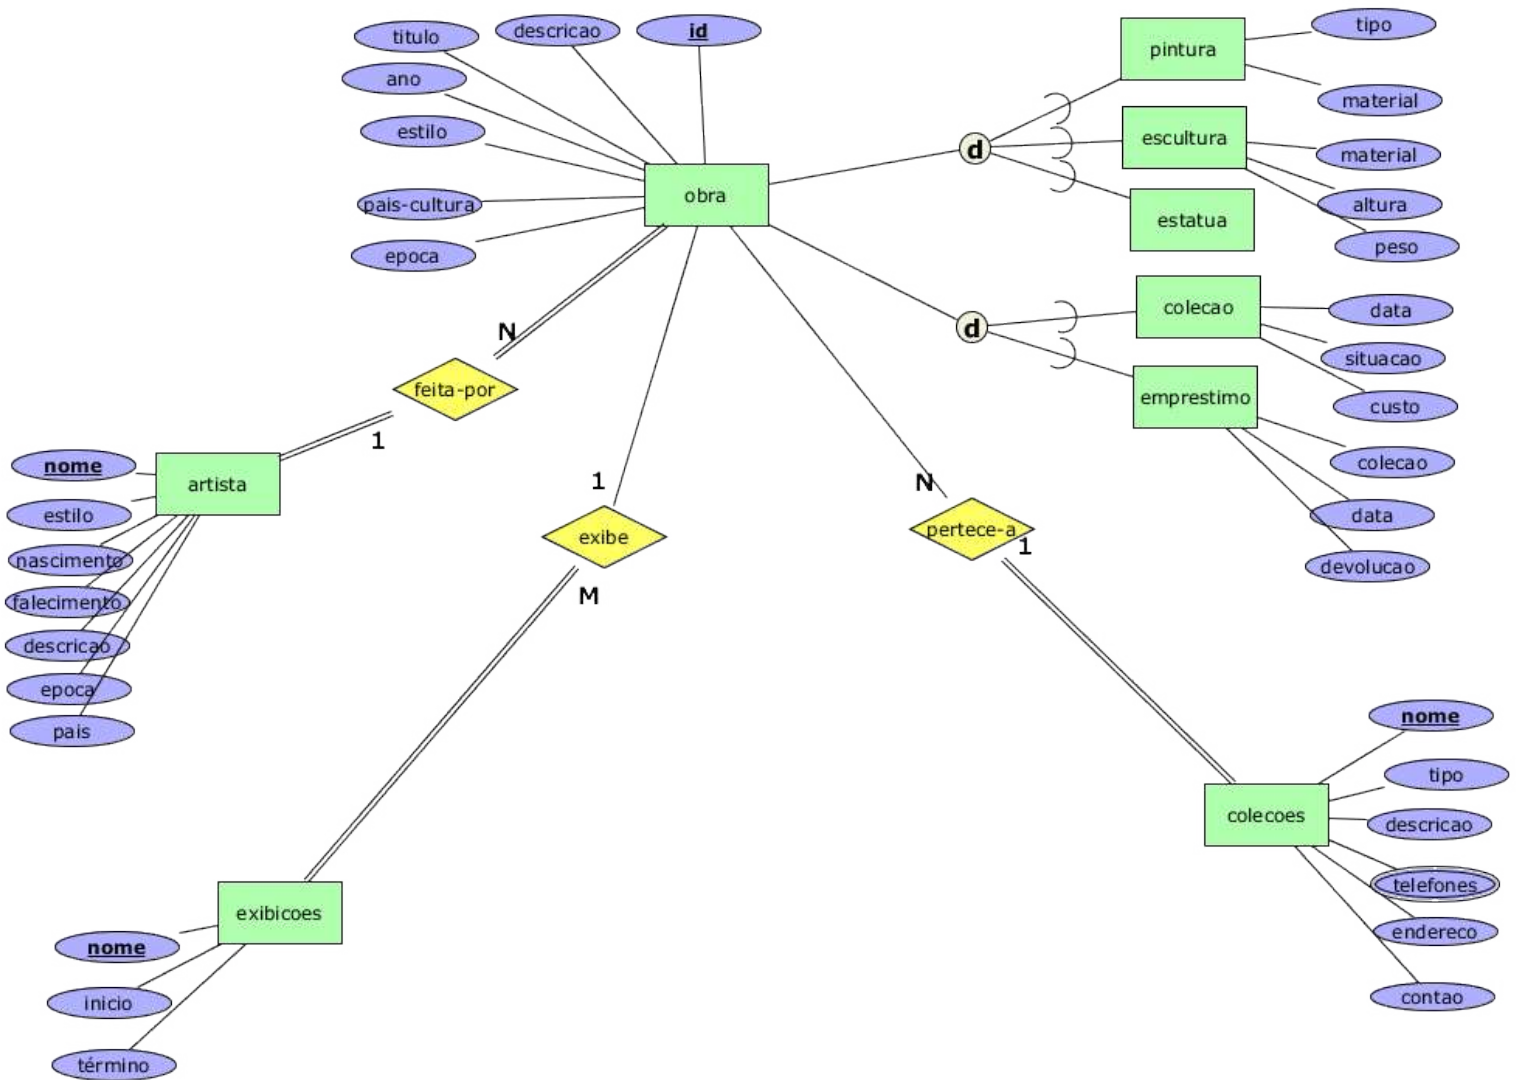 titulo
descricao
id
ano
estilo
pais-cultura
epoca
obra
d
pintura
tipo
material
escultura
material
altura
peso
estatua
d
colecao
data
situacao
custo
emprestimo
colecao
data
devolucao
N
feita-por
1
artista
nome
estilo
nascimento
falecimento
descricao
epoca
pais
1
exibe
M
N
pertece-a
1
exibicoes
nome
inicio
término
colecoes
nome
tipo
descricao
telefones
endereco
contao